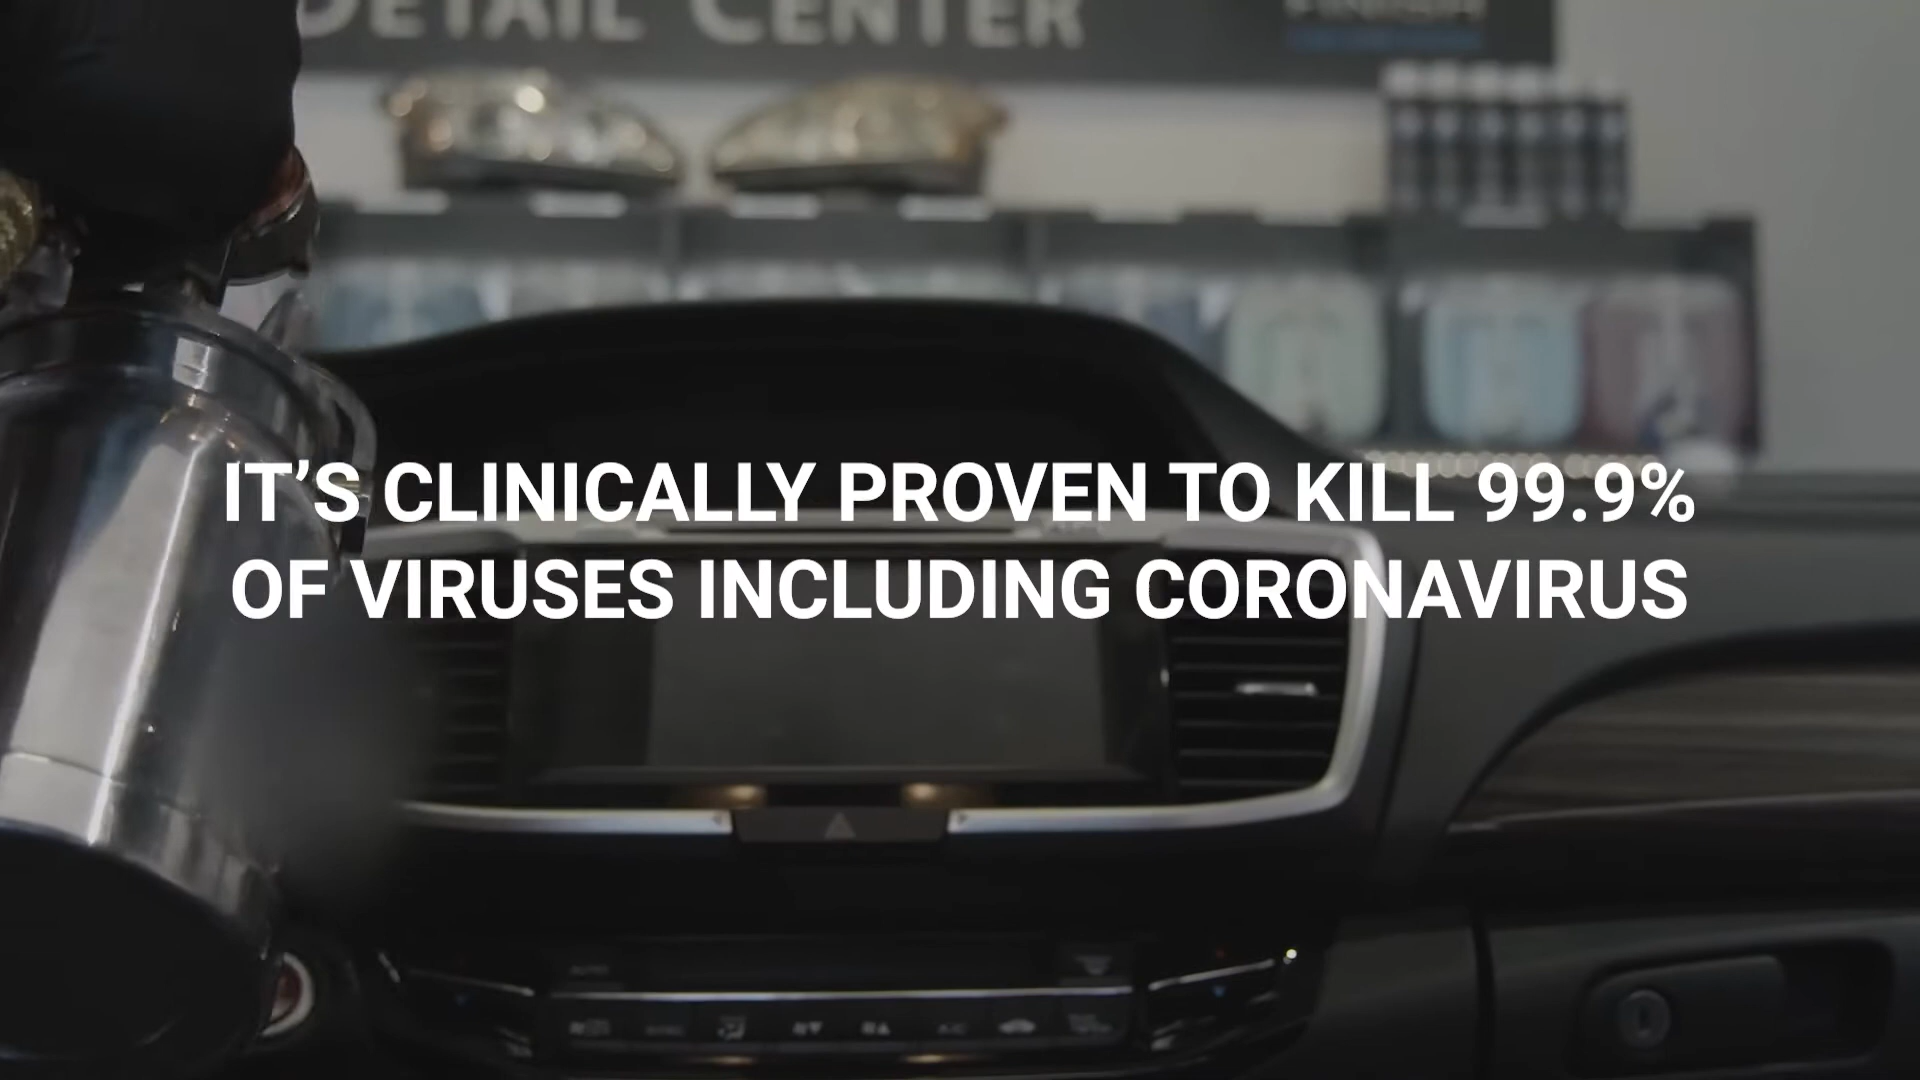 DETAIL CENTER
IT’S CLINICALLY PROVEN TO KILL 99.9%
OF VIRUSES INCLUDING CORONAVIRUS